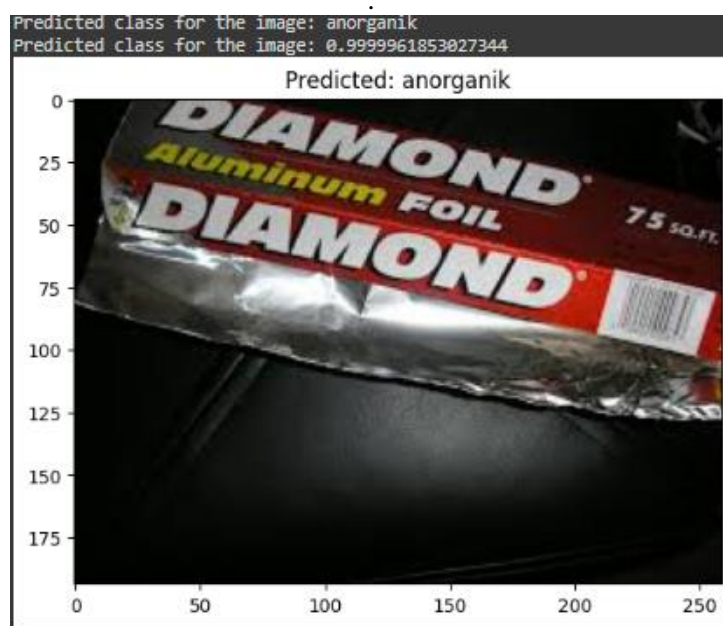 .
Predicted class for the image: anorganik
Predicted class for the image: 0.9999961853027344
Predicted: anorganik
0
25
50
75
100
125
150
175
DIAMOND®
Aluminum FOIL
75 SQ.FT.
DIAMOND®
0 50 100 150 200 250